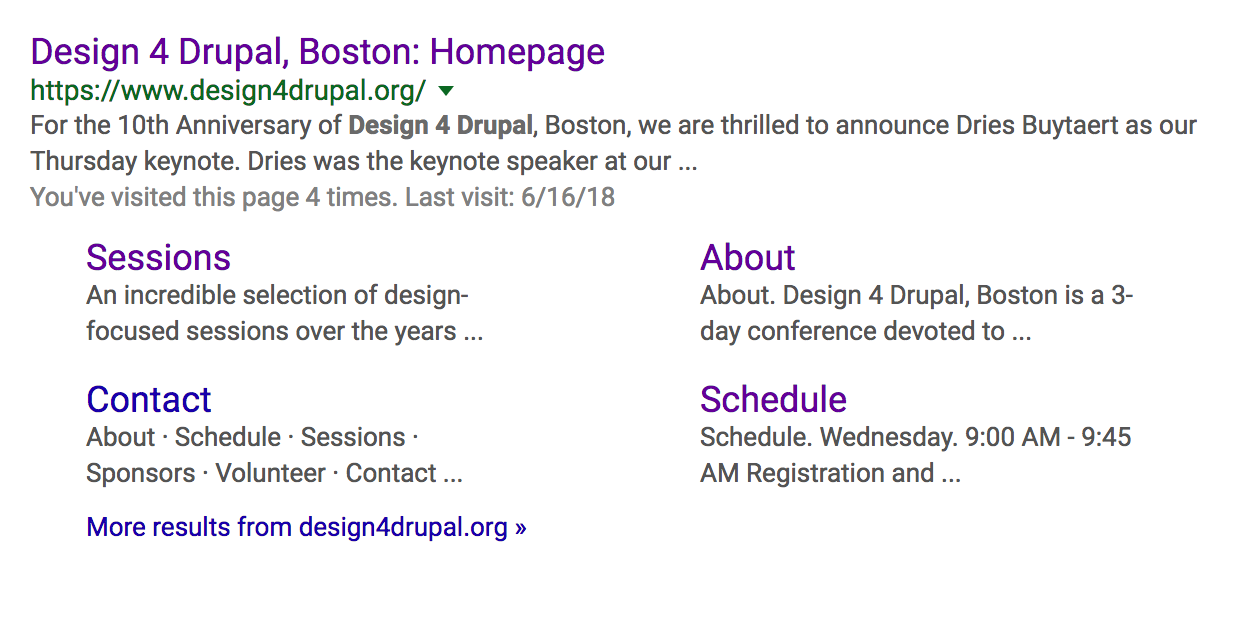 Design 4 Drupal, Boston: Homepage
https://www.design4drupal.org/
For the 10th Anniversary of Design 4 Drupal, Boston, we are thrilled to announce Dries Buytaert as our
Thursday keynote. Dries was the keynote speaker at our ...
You've visited this page 4 times. Last visit: 6/16/18
Sessions
An incredible selection of design-
focused sessions over the years ...
About
About. Design 4 Drupal, Boston is a 3-
day conference devoted to ...
Contact
About · Schedule · Sessions ·
Sponsors · Volunteer · Contact ...
Schedule
Schedule. Wednesday. 9:00 AM - 9:45
AM Registration and ...
More results from design4drupal.org »